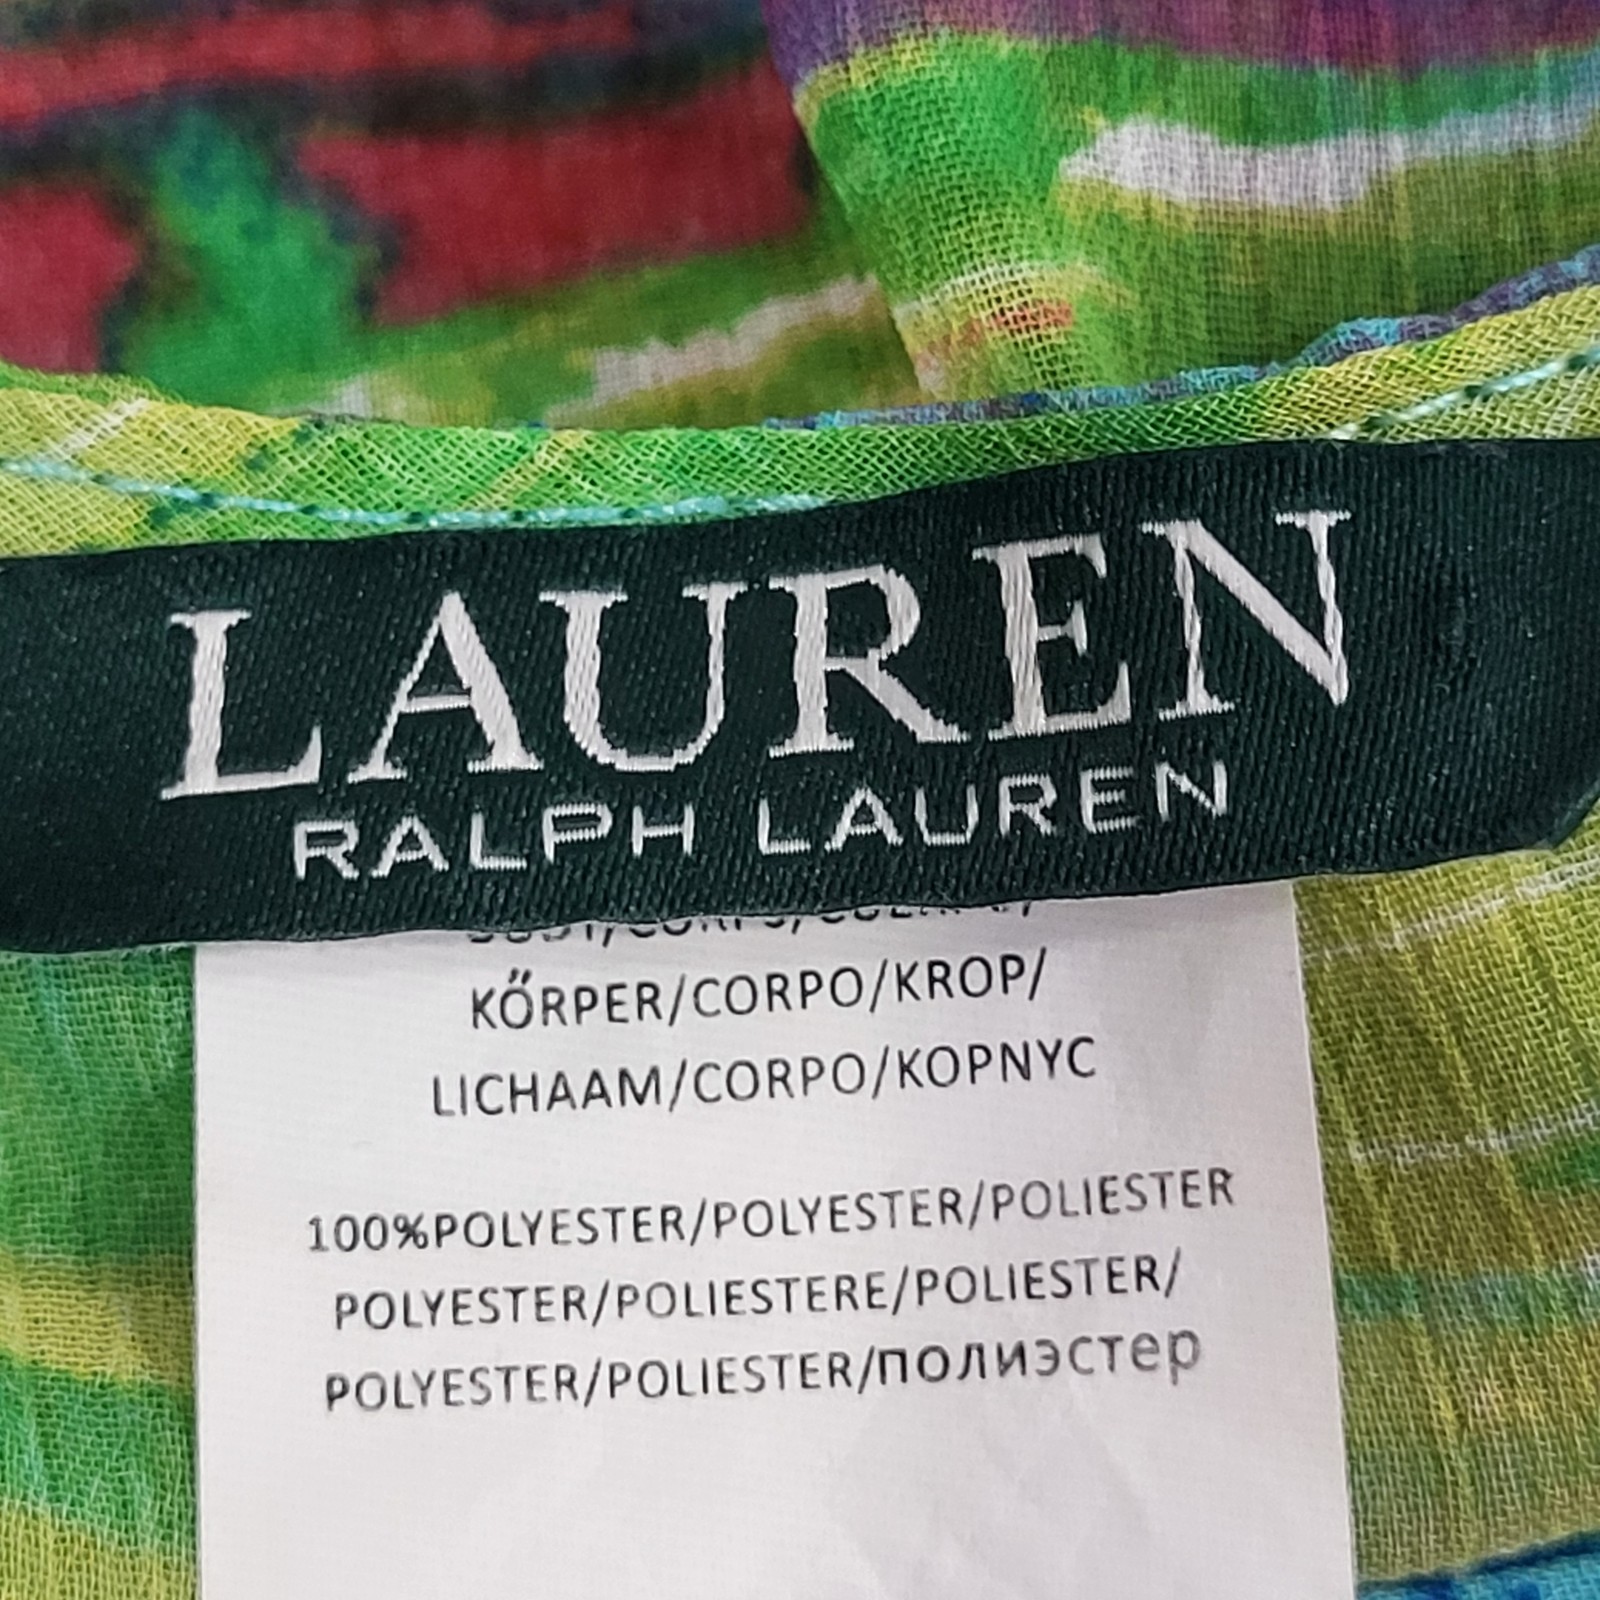 LAUREN
RALPH LAUREN
KŐRPER/CORPO/KROP/
LICHAAM/CORPO/KOPNYC
100%POLYESTER/POLYESTER/POLIESTER
POLYESTER/POLIESTERE/POLIESTER/
POLYESTER/POLIESTER/полиэстер